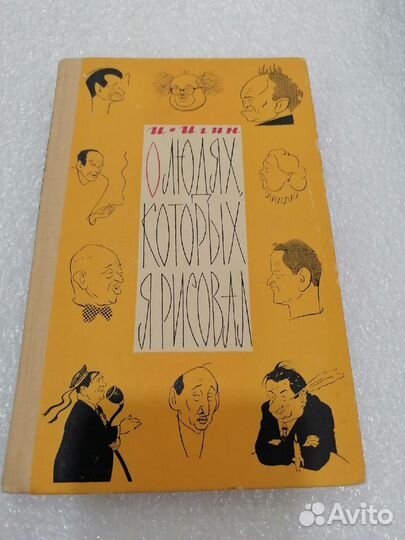 И. Игин
О ЛЮДЯХ,
КОТОРЫХ
Я РИСОВАЛ
Avito